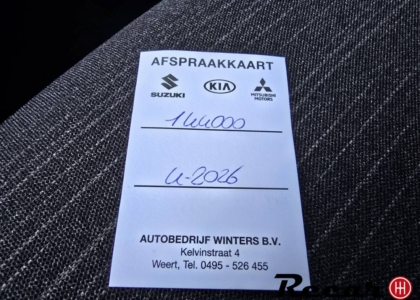 AFSPRAAKKAART
SUZUKI KIA MITSUBISHI MOTORS
144000
4-2026
AUTOBEDRIJF WINTERS B.V.
Kelvinstraat 4
Weert, Tel. 0495 - 526 455